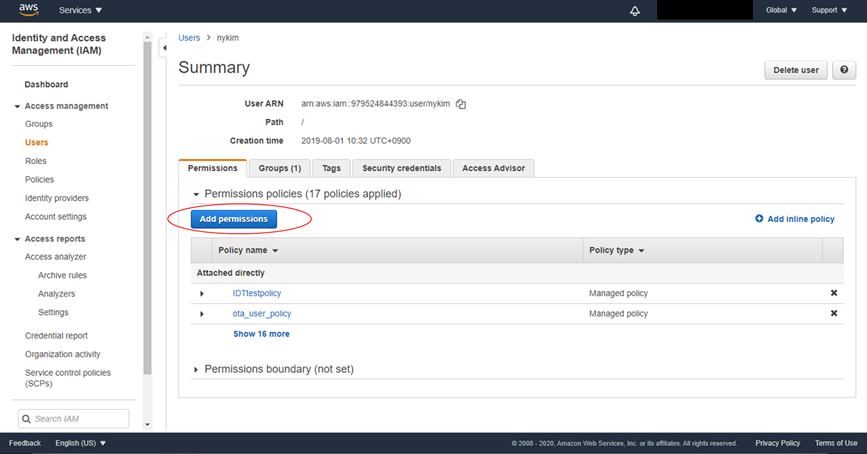 aws Services Global Support
Identity and Access
Management (IAM)
Dashboard
Access management
Groups
Users
Roles
Policies
Identity providers
Account settings
Access reports
Access analyzer
Archive rules
Analyzers
Settings
Credential report
Organization activity
Service control policies
(SCPs)
Search IAM
Users > nykim
Summary
Delete user
User ARN arn:aws:iam::979524844393:user/nykim
Path /
Creation time 2019-08-01 10:32 UTC+0900
Permissions Groups (1) Tags Security credentials Access Advisor
Permissions policies (17 policies applied)
Add permissions Add inline policy
Policy name Policy type
Attached directly
IDTtestpolicy Managed policy
ota_user_policy Managed policy
Show 16 more
Permissions boundary (not set)
Feedback English (US) © 2008 - 2020, Amazon Web Services, Inc. or its affiliates. All rights reserved. Privacy Policy Terms of Use